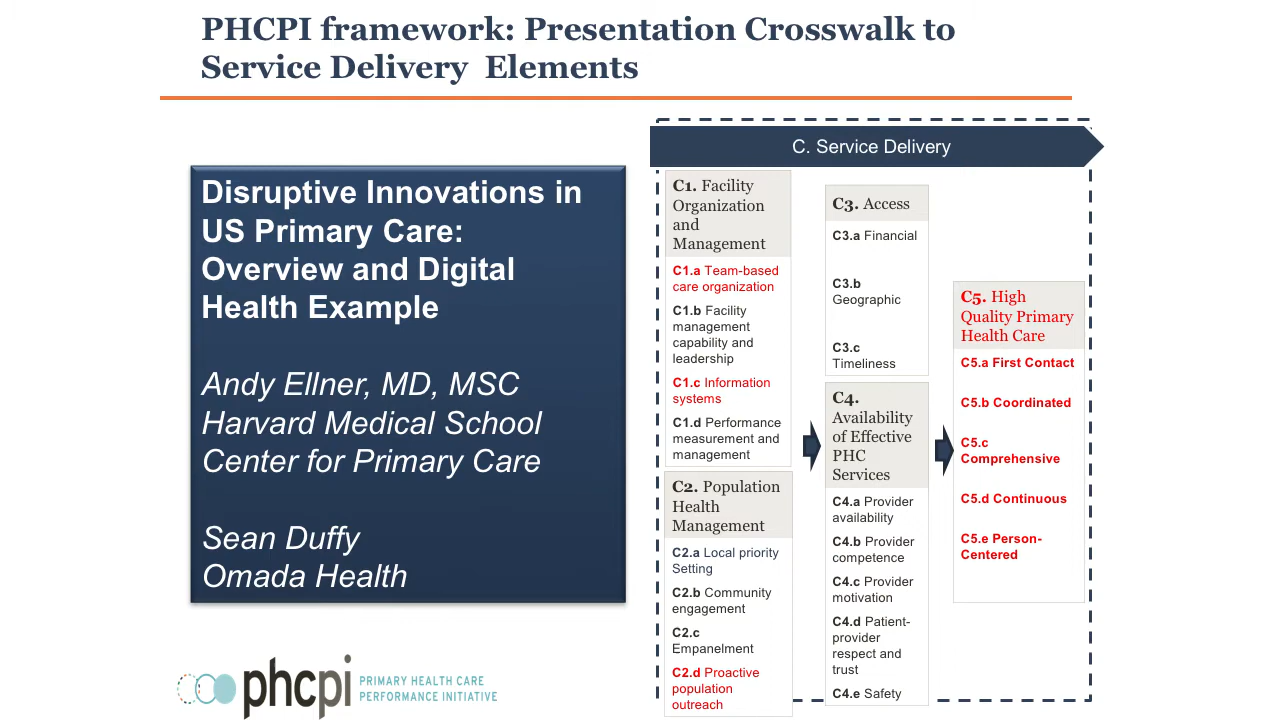 PHCPI framework: Presentation Crosswalk to
Service Delivery Elements
Disruptive Innovations in
US Primary Care:
Overview and Digital
Health Example
Andy Ellner, MD, MSC
Harvard Medical School
Center for Primary Care
Sean Duffy
Omada Health
C. Service Delivery
C1. Facility
Organization
and
Management
C1.a Team-based
care organization
C1.b Facility
management
capability and
leadership
C1.c Information
systems
C1.d Performance
measurement and
management
C2. Population
Health
Management
C2.a Local priority
Setting
C2.b Community
engagement
C2.c
Empanelment
C2.d Proactive
population
outreach
C3. Access
C3.a Financial
C3.b
Geographic
C3.c
Timeliness
C4.
Availability
of Effective
PHC
Services
C4.a Provider
availability
C4.b Provider
competence
C4.c Provider
motivation
C4.d Patient-
provider
respect and
trust
C4.e Safety
C5. High
Quality Primary
Health Care
C5.a First Contact
C5.b Coordinated
C5.c
Comprehensive
C5.d Continuous
C5.e Person-
Centered
phcpi
PRIMARY HEALTH CARE
PERFORMANCE INITIATIVE